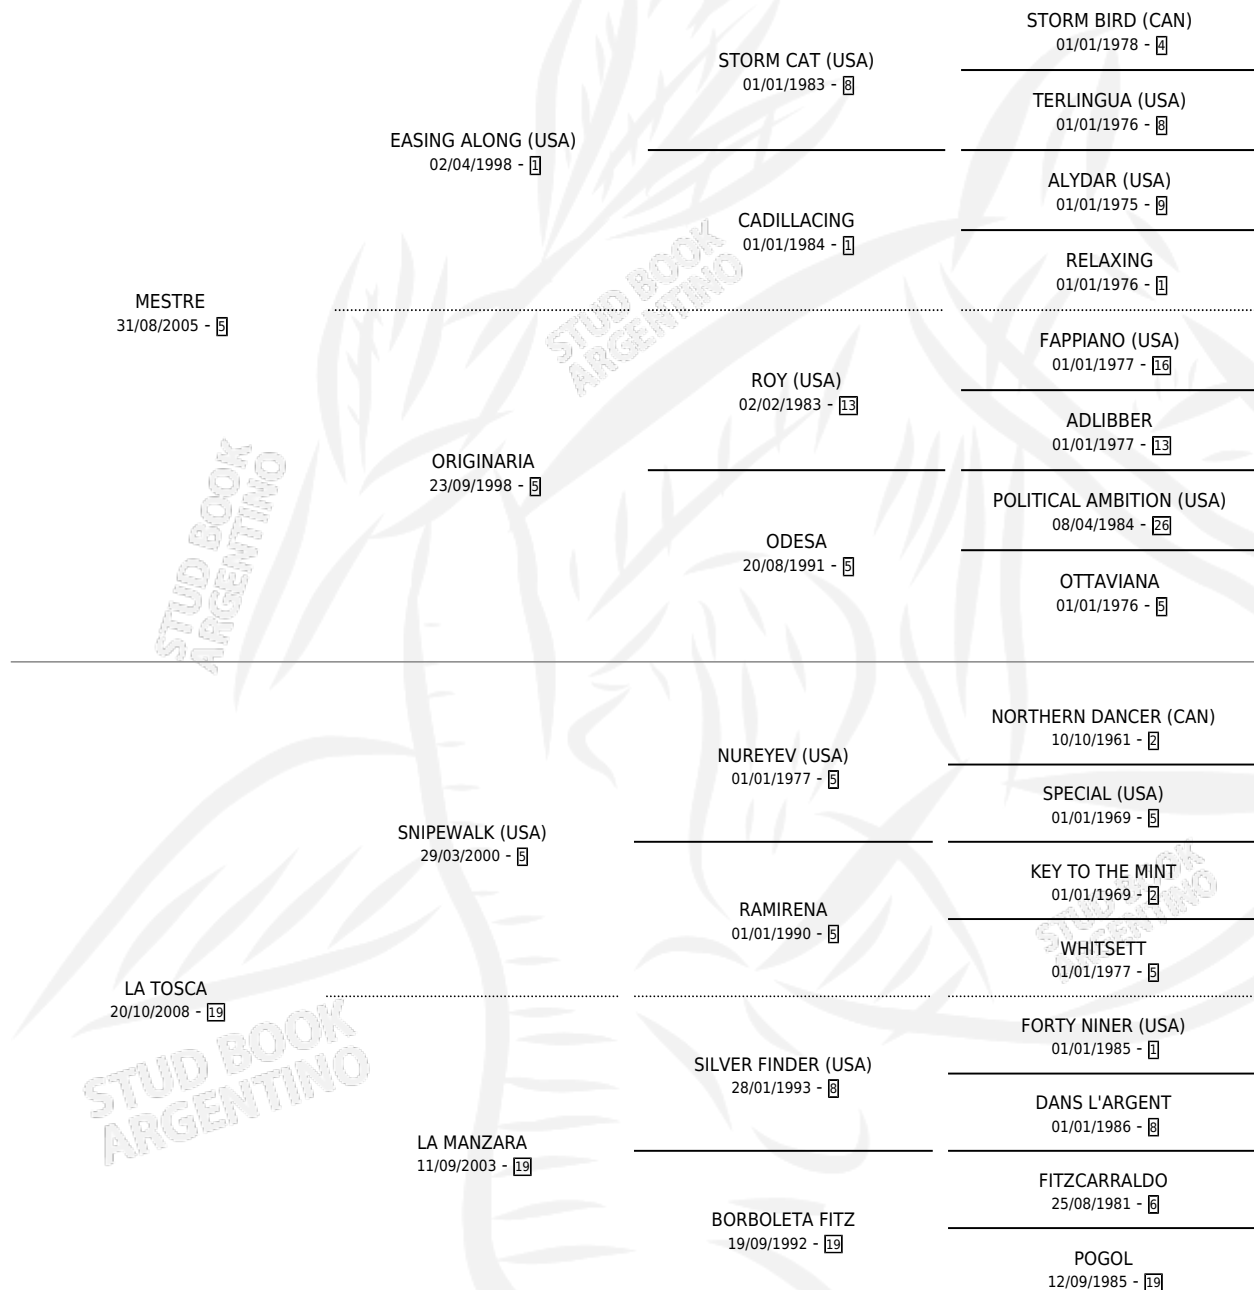 MESTRE
31/08/2005 - 5
EASING ALONG (USA)
02/04/1998 - 1
STORM CAT (USA)
01/01/1983 - 8
STORM BIRD (CAN)
01/01/1978 - 4
TERLINGUA (USA)
01/01/1976 - 8
CADILLACING
01/01/1984 - 1
ALYDAR (USA)
01/01/1975 - 9
RELAXING
01/01/1976 - 1
ORIGINARIA
23/09/1998 - 5
ROY (USA)
02/02/1983 - 13
FAPPIANO (USA)
01/01/1977 - 16
ADLIBBER
01/01/1977 - 13
ODESA
20/08/1991 - 5
POLITICAL AMBITION (USA)
08/04/1984 - 26
OTTAVIANA
01/01/1976 - 5
LA TOSCA
20/10/2008 - 19
SNIPEWALK (USA)
29/03/2000 - 5
NUREYEV (USA)
01/01/1977 - 5
NORTHERN DANCER (CAN)
10/10/1961 - 2
SPECIAL (USA)
01/01/1969 - 5
RAMIRENA
01/01/1990 - 5
KEY TO THE MINT
01/01/1969 - 2
WHITSETT
01/01/1977 - 5
LA MANZARA
11/09/2003 - 19
SILVER FINDER (USA)
28/01/1993 - 8
FORTY NINER (USA)
01/01/1985 - 1
DANS L'ARGENT
01/01/1986 - 8
BORBOLETA FITZ
19/09/1992 - 19
FITZCARRALDO
25/08/1981 - 6
POGOL
12/09/1985 - 19
STUD BOOK
ARGENTINO
STUD BOOK
ARGENTINO
STUD BOOK
ARGENTINO
STUD BOOK
ARGENTINO